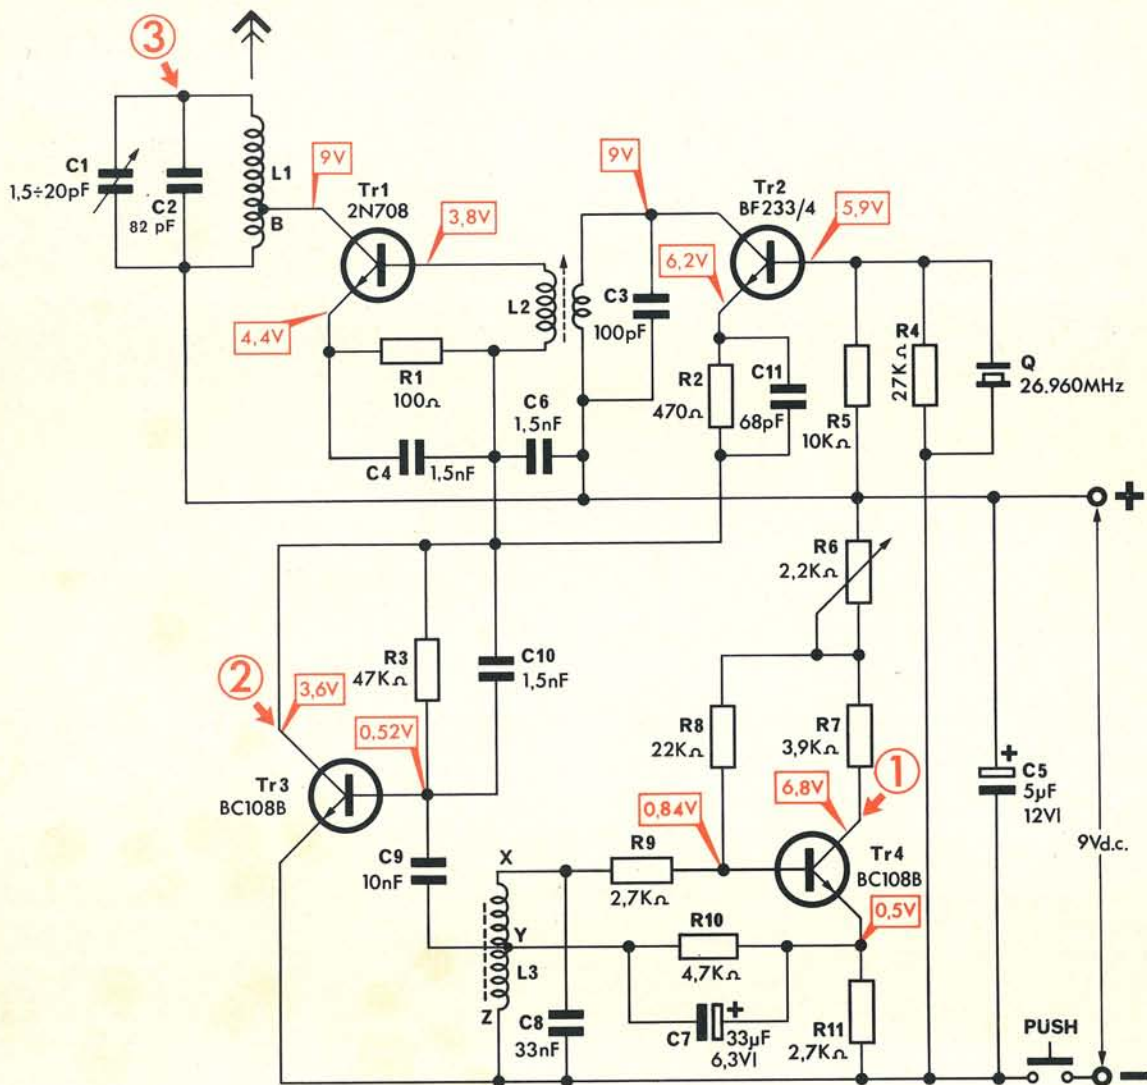 ③
C1
1,5÷20pF
C2
82 pF
L1
B
9V
Tr1
2N708
3,8V
4,4V
R1
100Ω
C4
1,5nF
C6
1,5nF
L2
9V
C3
100pF
Tr2
BF233/4
5,9V
6,2V
R2
470Ω
C11
68pF
R5
10KΩ
R4
27KΩ
Q
26.960MHz
+
R6
2,2KΩ
R3
47KΩ
C10
1,5nF
②
3,6V
0,52V
Tr3
BC108B
R8
22KΩ
R7
3,9KΩ
①
6,8V
0,84V
Tr4
BC108B
C5
+
5µF
12Vl
9Vd.c.
C9
10nF
X
R9
2,7KΩ
0,5V
Y
L3
Z
R10
4,7KΩ
C8
33nF
C7
+
33µF
6,3Vl
R11
2,7KΩ
PUSH
−